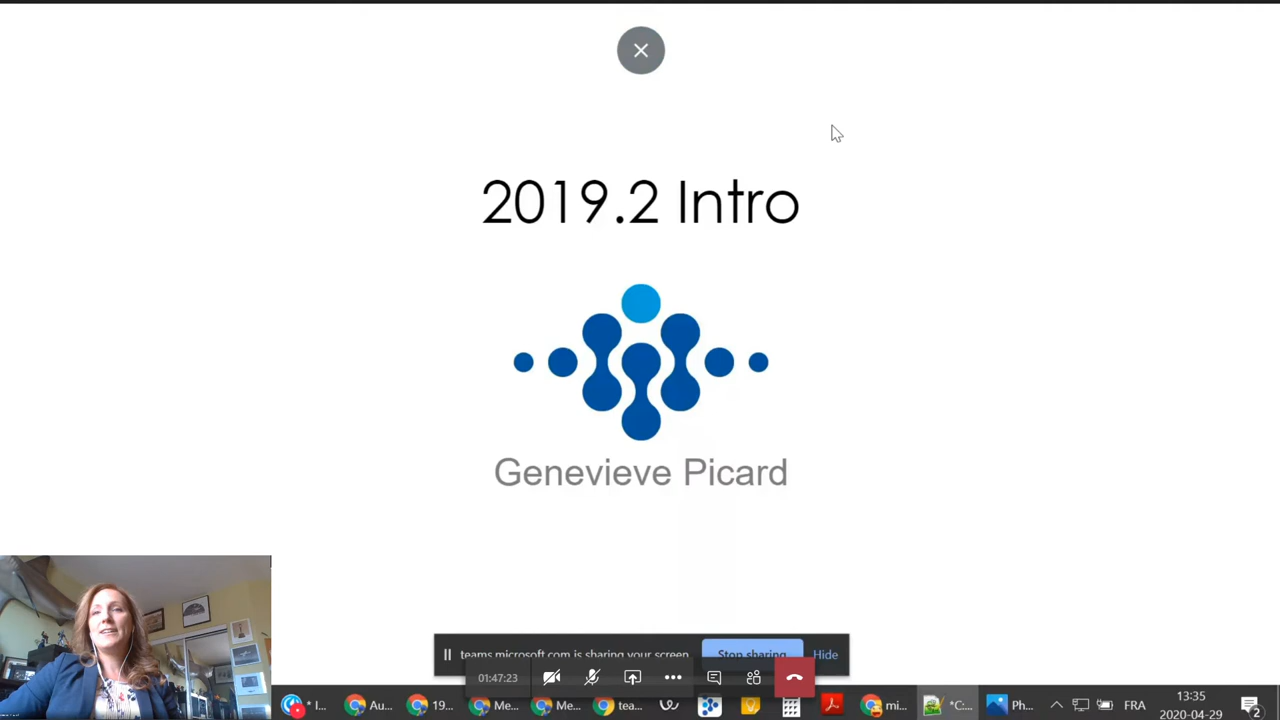 2019.2 Intro
Genevieve Picard
teams.microsoft.com is sharing your screen
Stop sharing
Hide
01:47:23
* I...
Au...
19...
Me...
Me...
tea...
mi...
*C:...
Ph...
FRA
13:35
2020-04-29
2